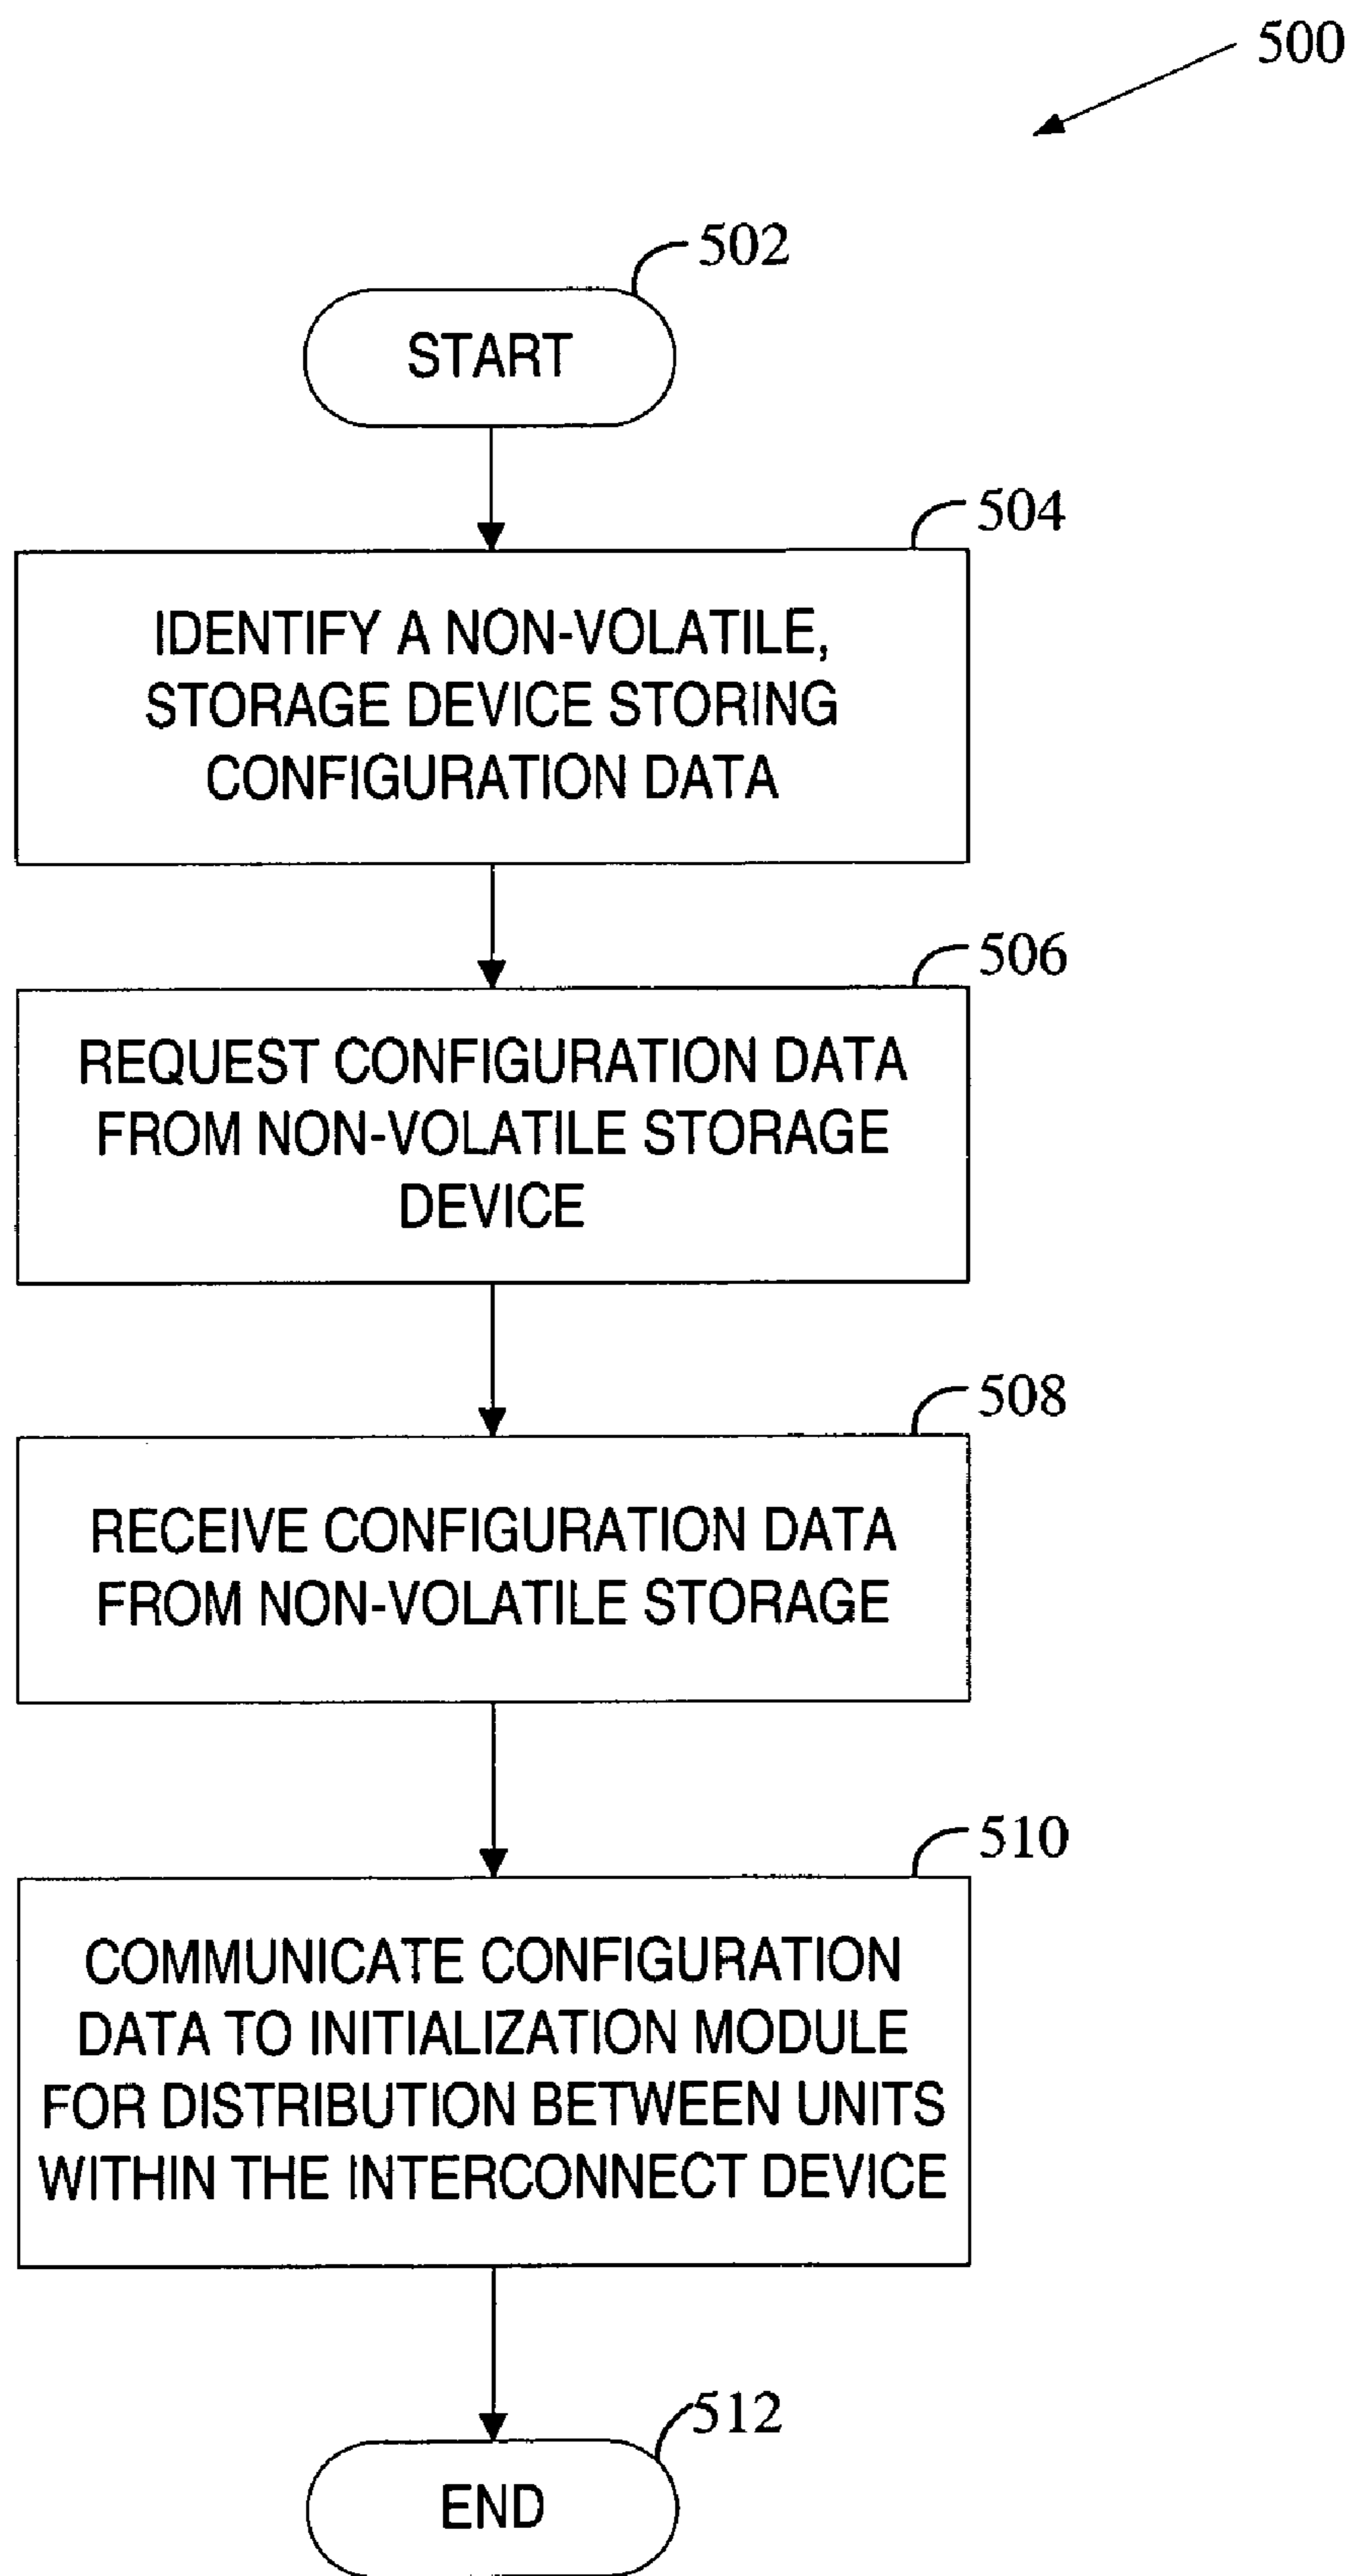 500
502
START
504
IDENTIFY A NON-VOLATILE,
STORAGE DEVICE STORING
CONFIGURATION DATA
506
REQUEST CONFIGURATION DATA
FROM NON-VOLATILE STORAGE
DEVICE
508
RECEIVE CONFIGURATION DATA
FROM NON-VOLATILE STORAGE
510
COMMUNICATE CONFIGURATION
DATA TO INITIALIZATION MODULE
FOR DISTRIBUTION BETWEEN UNITS
WITHIN THE INTERCONNECT DEVICE
512
END